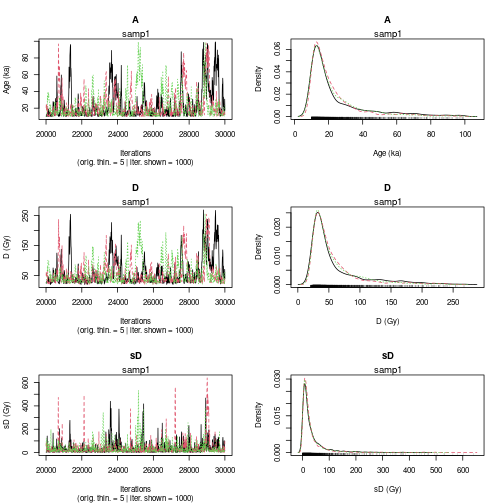 A
samp1
Age (ka)
20 40 60 80
20000 22000 24000 26000 28000 30000
Iterations
(orig. thin. = 5 | iter. shown = 1000)
A
samp1
Density
0.00 0.02 0.04 0.06
0 20 40 60 80 100
Age (ka)
D
samp1
D (Gy)
50 150 250
20000 22000 24000 26000 28000 30000
Iterations
(orig. thin. = 5 | iter. shown = 1000)
D
samp1
Density
0.000 0.010 0.020
0 50 100 150 200 250
D (Gy)
sD
samp1
sD (Gy)
0 200 400 600
20000 22000 24000 26000 28000 30000
Iterations
(orig. thin. = 5 | iter. shown = 1000)
sD
samp1
Density
0.000 0.015 0.030
0 100 200 300 400 500 600
sD (Gy)